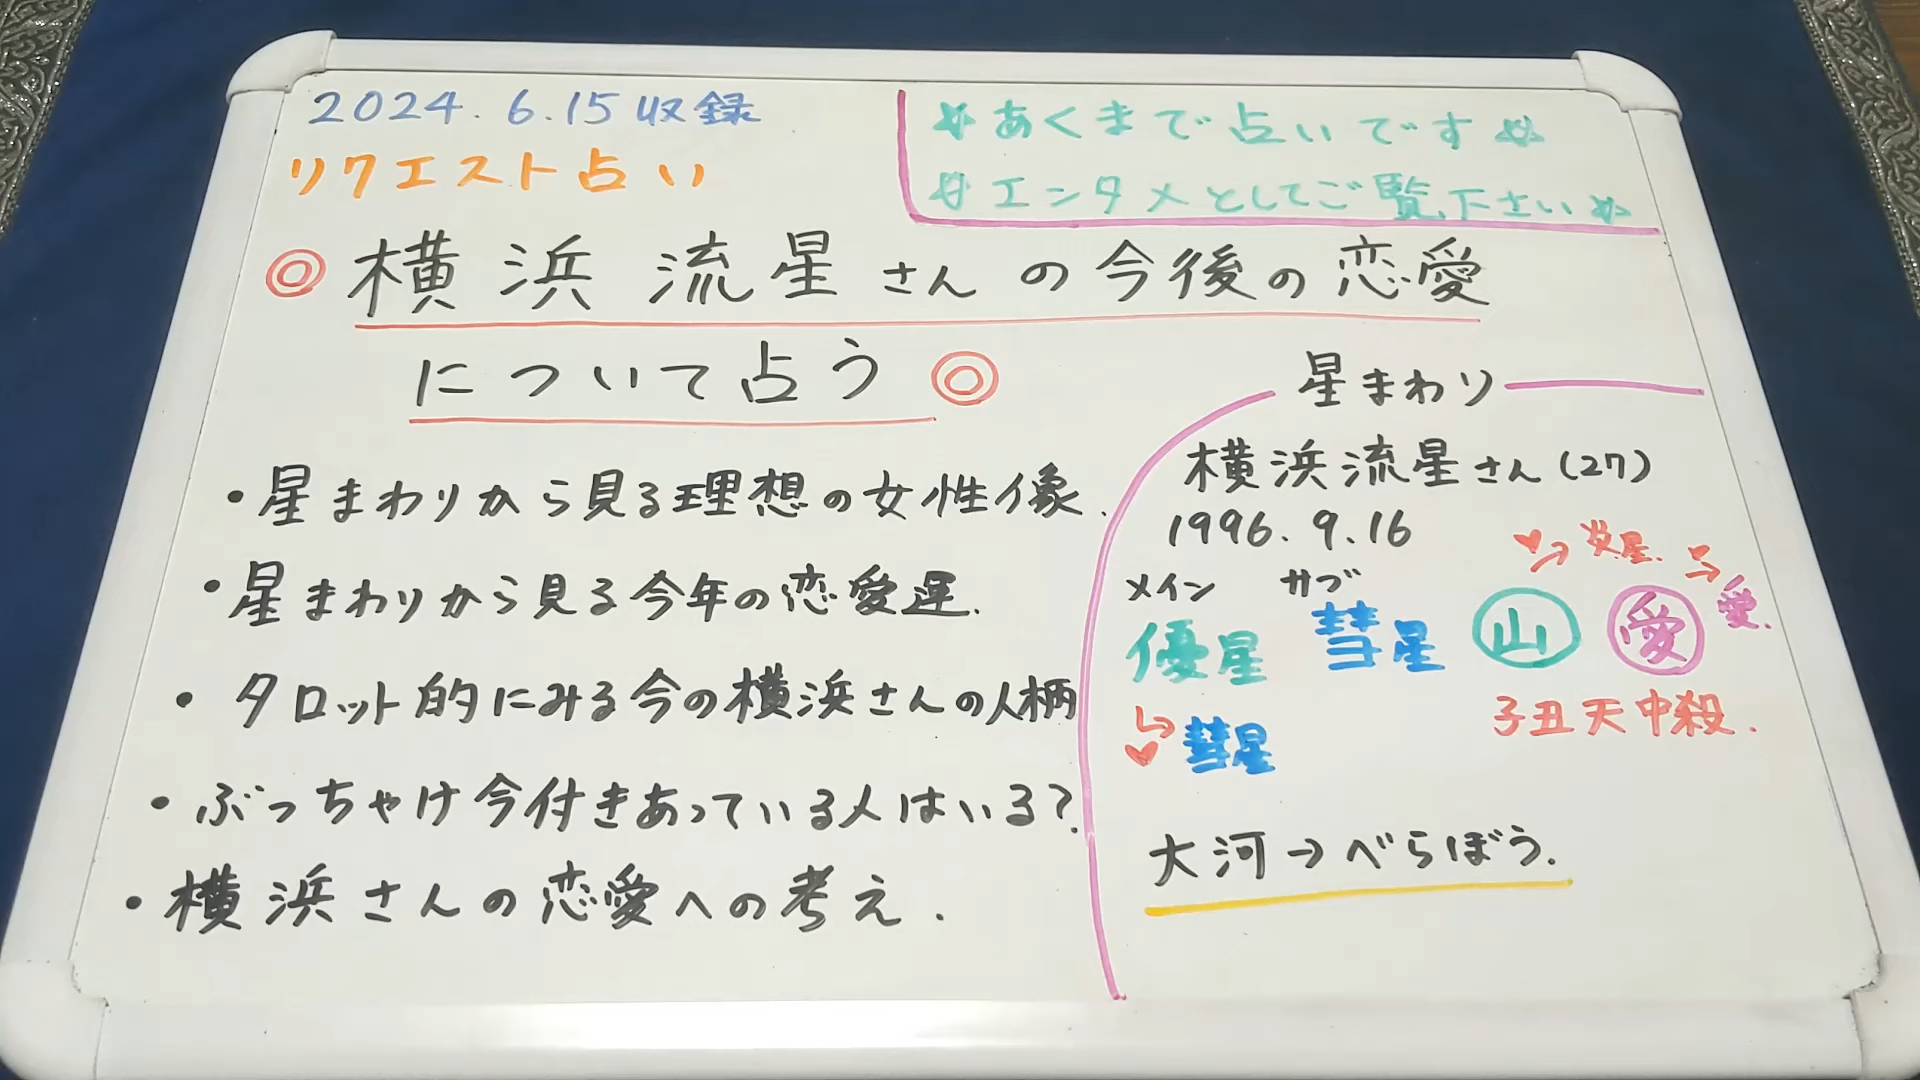 2024.6.15収録
リクエスト占い
あくまで占いです
エンタメとしてご覧下さい
◎横浜流星さんの今後の恋愛
について占う◎
・星まわりから見る理想の女性像.
・星まわりから見る今年の恋愛運.
・タロット的にみる今の横浜さんの人柄
・ぶっちゃけ今付きあっている人はいる?
・横浜さんの恋愛への考え.
星まわり
横浜流星さん(27)
1996.9.16
メイン サブ
優星 彗星 山 愛
→炎星. →愛.
→彗星
子丑天中殺.
大河→べらぼう.